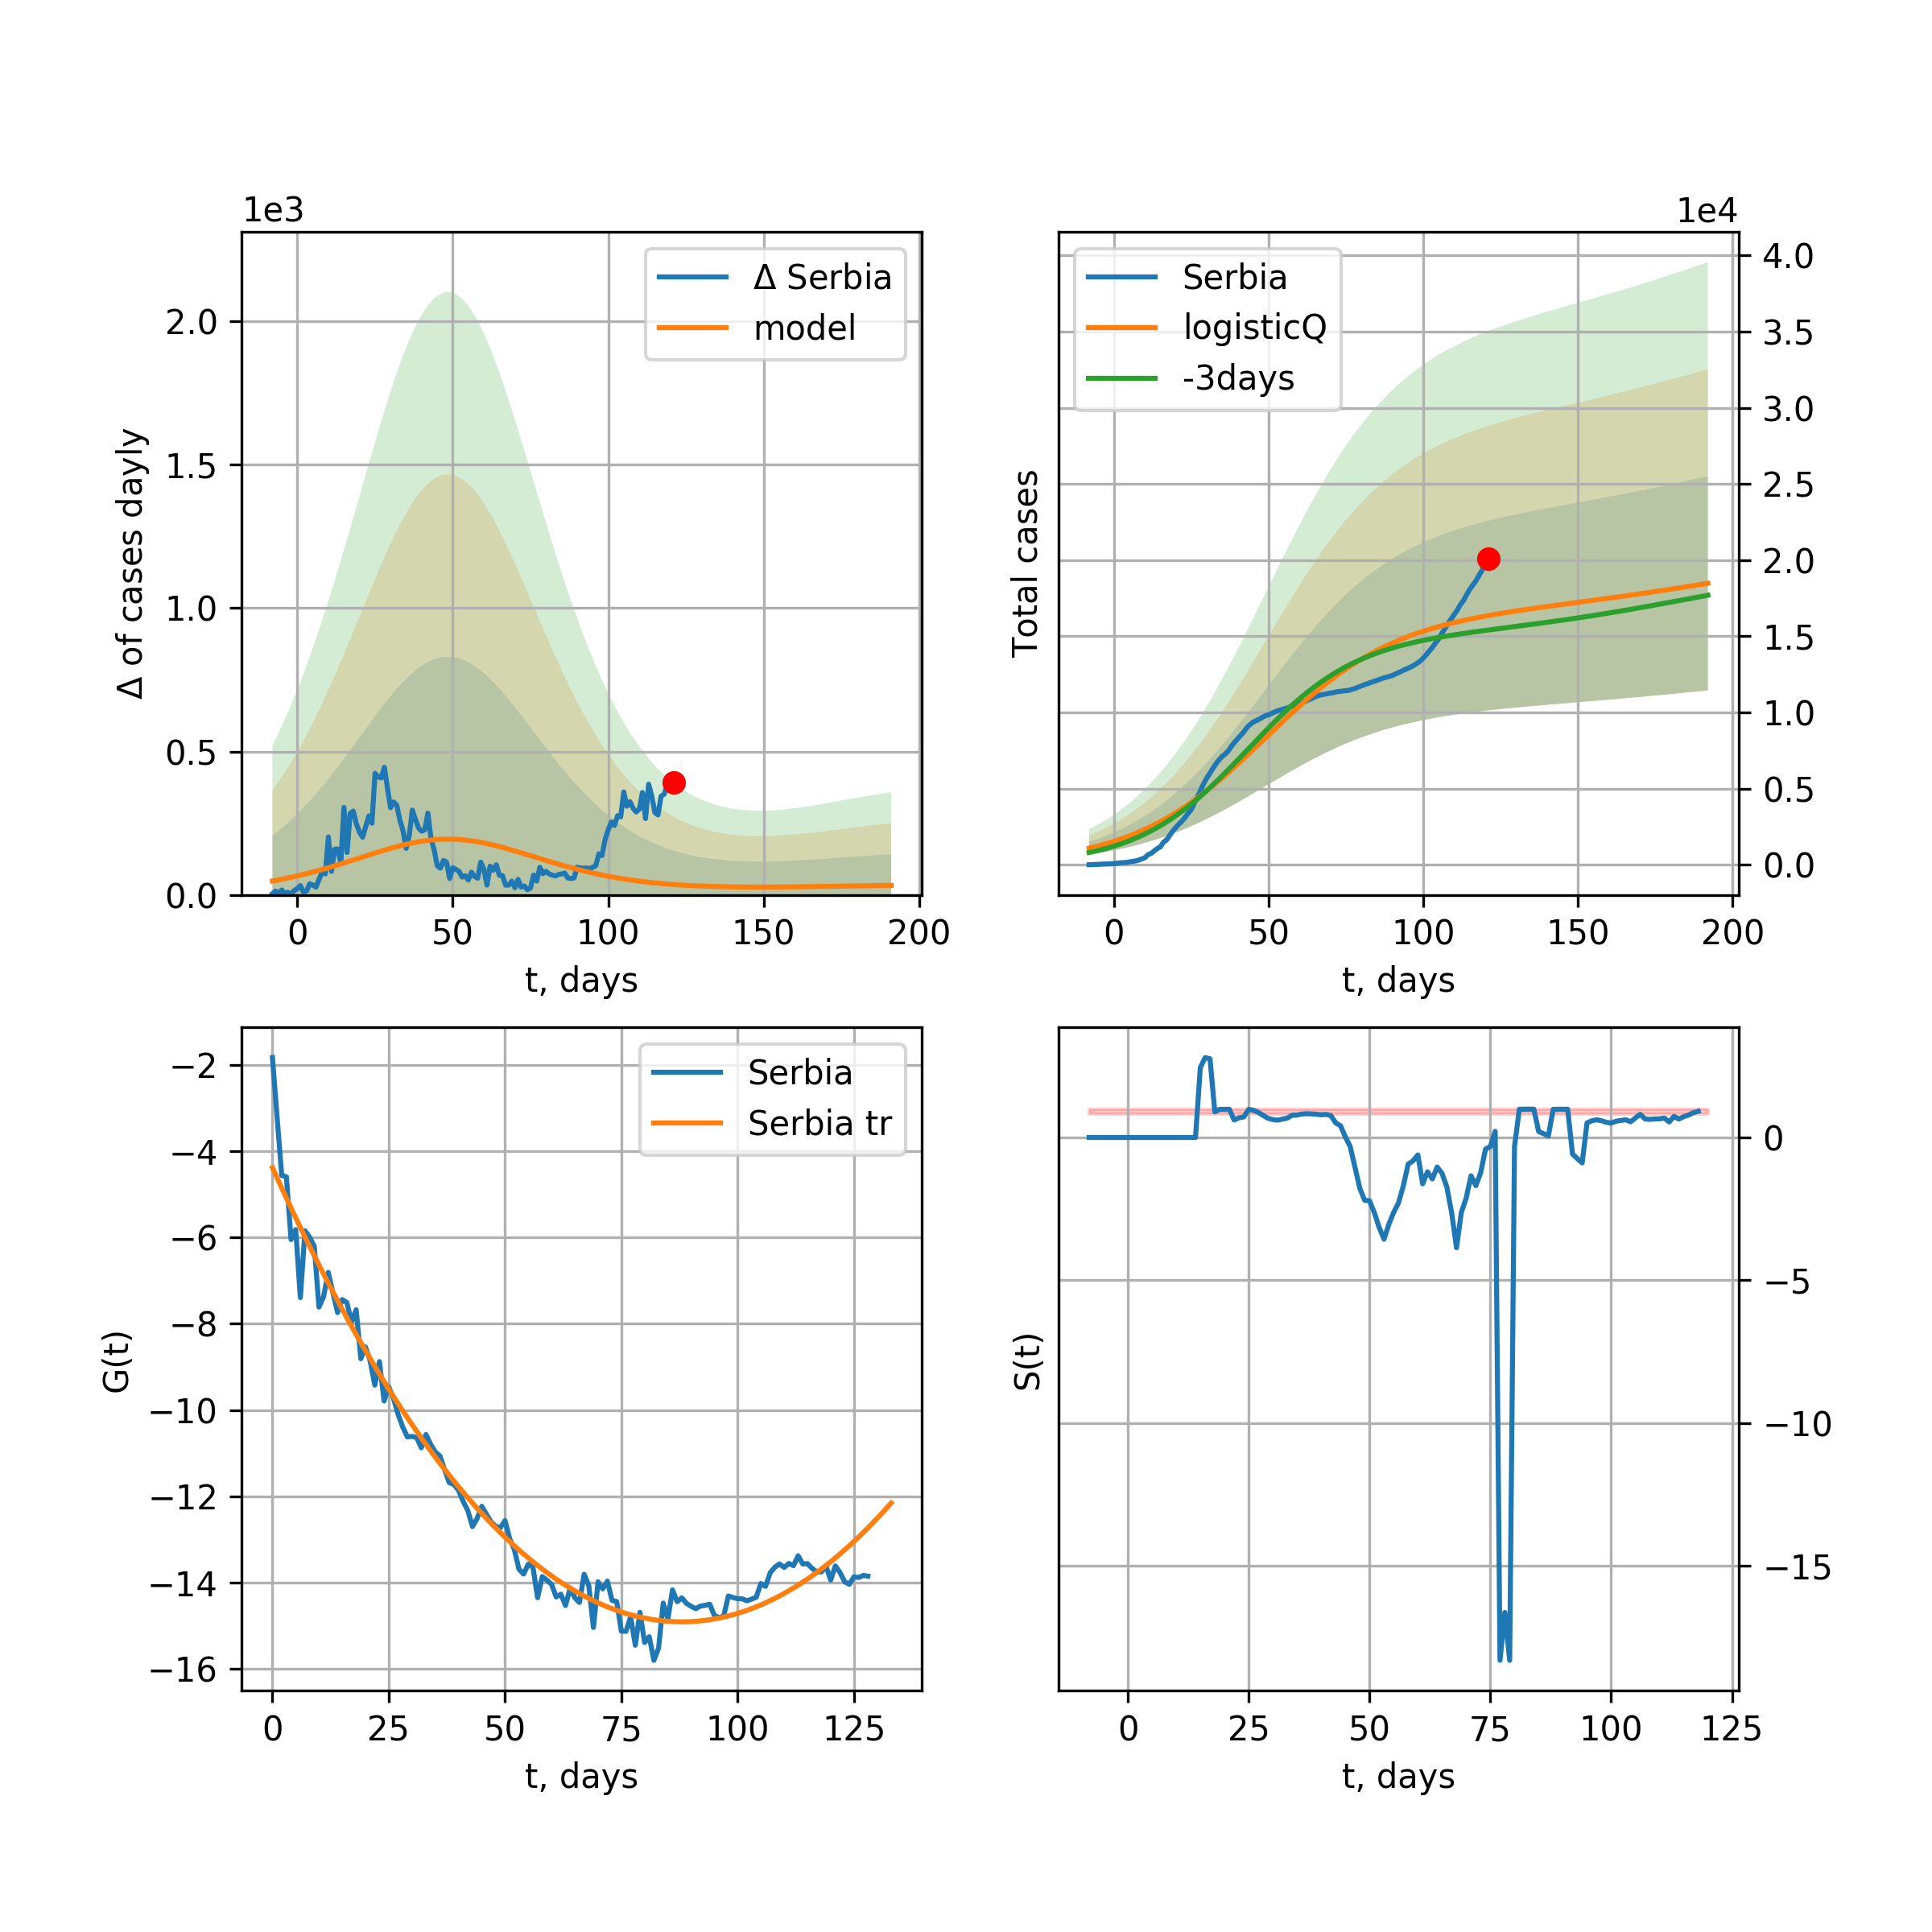 1e3
Δ Serbia
model
2.0
1.5
1.0
0.5
0.0
Δ of cases dayly
0 50 100 150 200
t, days
1e4
Serbia
logisticQ
-3days
Total cases
4.0
3.5
3.0
2.5
2.0
1.5
1.0
0.5
0.0
0 50 100 150 200
t, days
Serbia
Serbia tr
−2
−4
−6
−8
−10
−12
−14
−16
G(t)
0 25 50 75 100 125
t, days
S(t)
0
−5
−10
−15
0 25 50 75 100 125
t, days